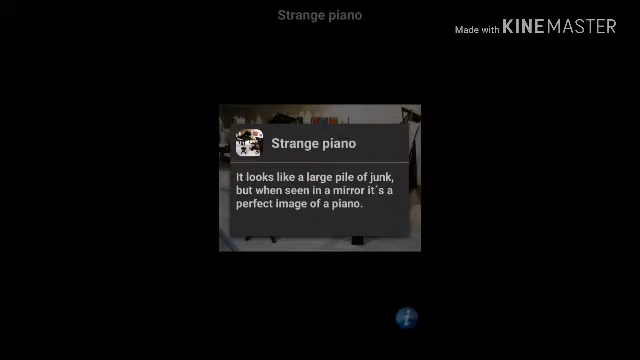 Strange piano
Made with KINEMASTER
Strange piano
It looks like a large pile of junk,
but when seen in a mirror it´s a
perfect image of a piano.